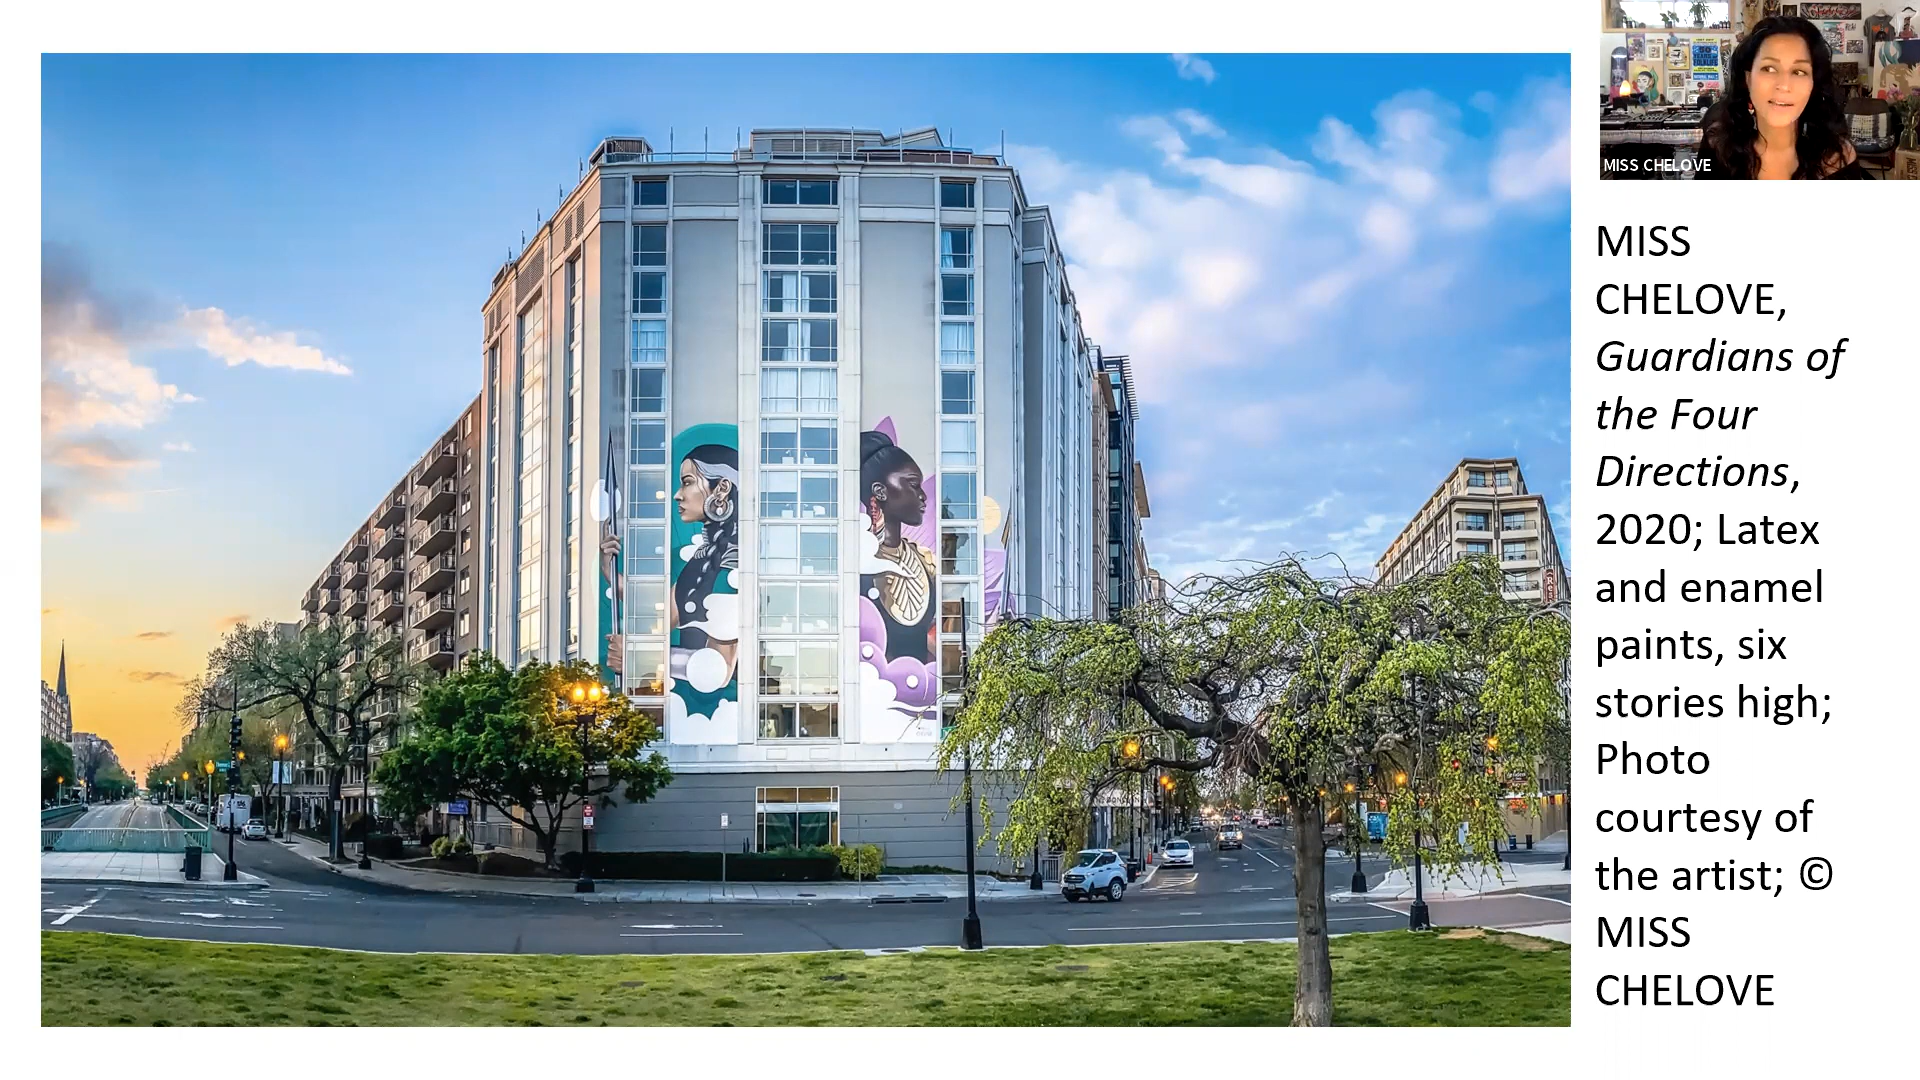 MISS CHELOVE
MISS
CHELOVE,
Guardians of
the Four
Directions,
2020; Latex
and enamel
paints, six
stories high;
Photo
courtesy of
the artist; ©
MISS
CHELOVE